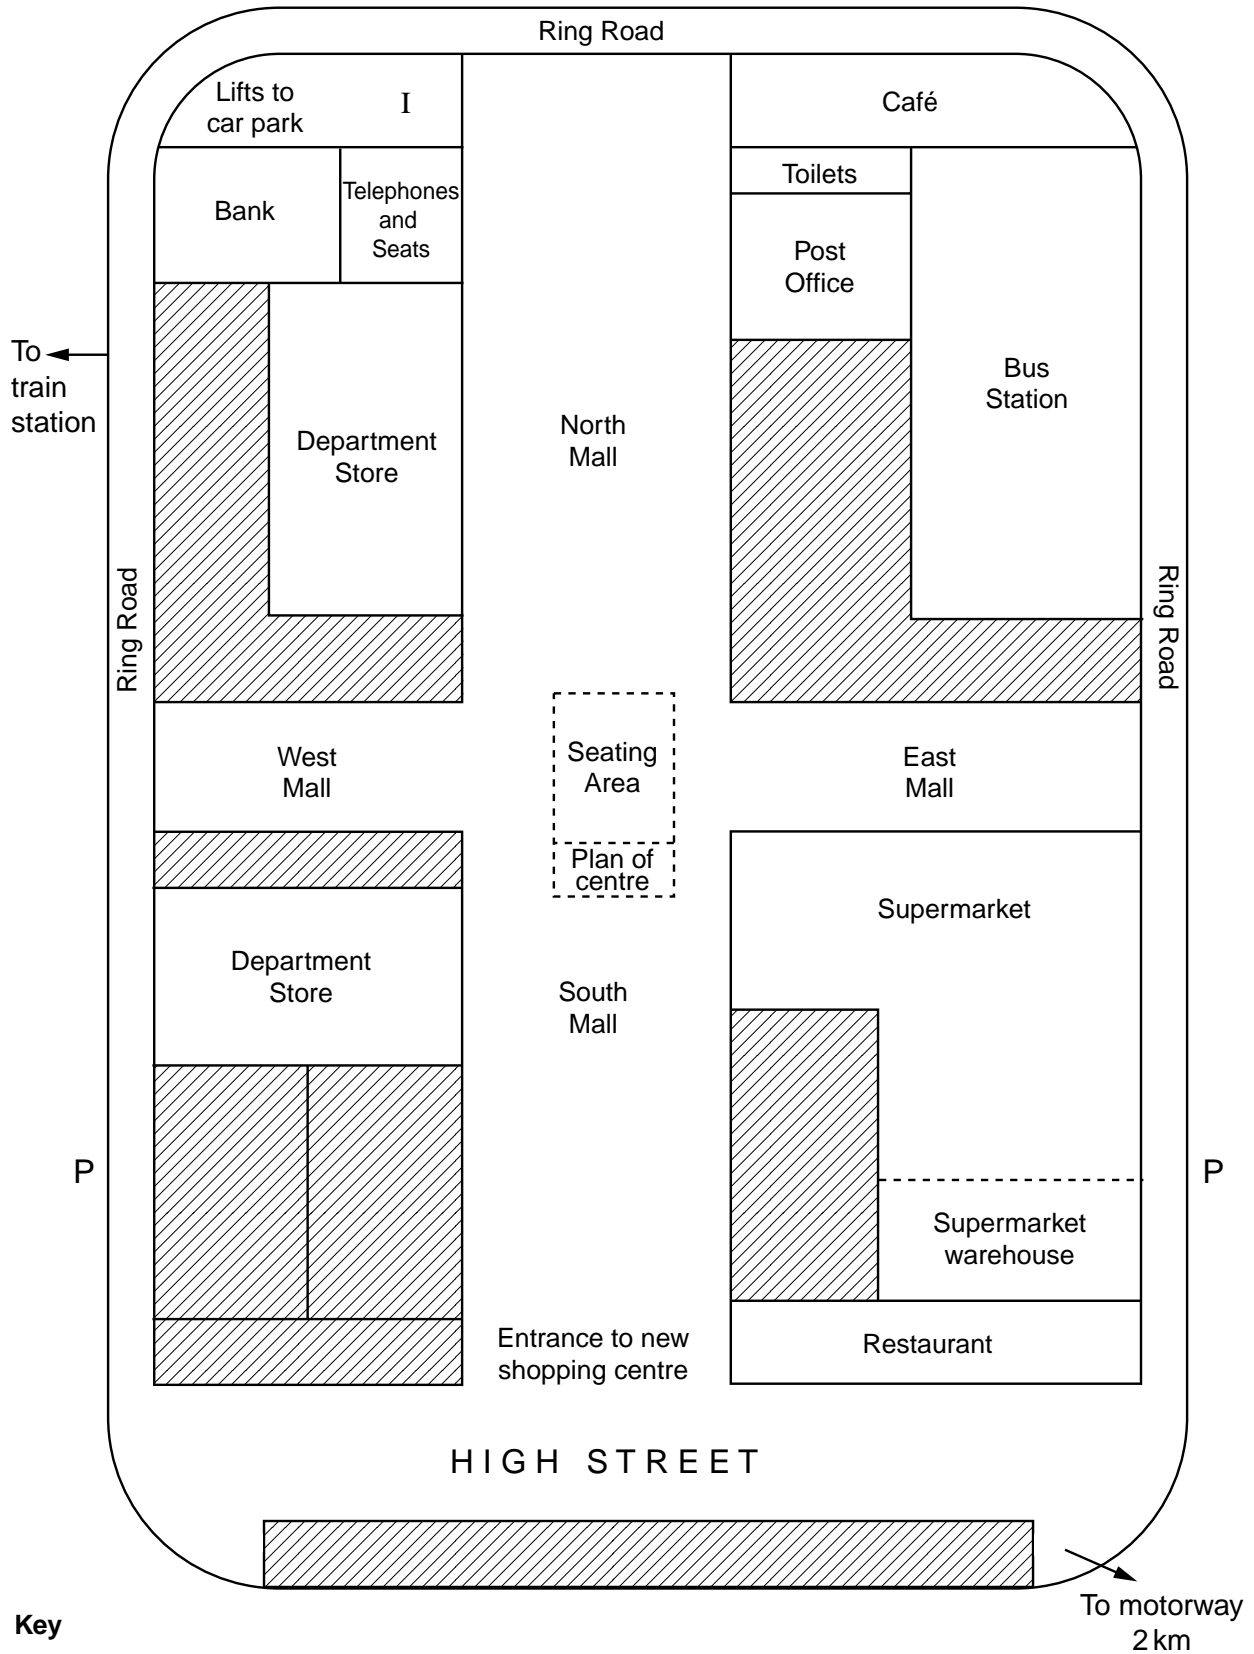 Ring Road
Lifts to
car park
I
Café
Bank
Telephones
and
Seats
Toilets
Post
Office
To
train
station
Bus
Station
Department
Store
North
Mall
Ring Road
Ring Road
West
Mall
Seating
Area
East
Mall
Plan of
centre
Supermarket
Department
Store
South
Mall
P
P
Supermarket
warehouse
Entrance to new
shopping centre
Restaurant
HIGH STREET
To motorway
2 km
Key